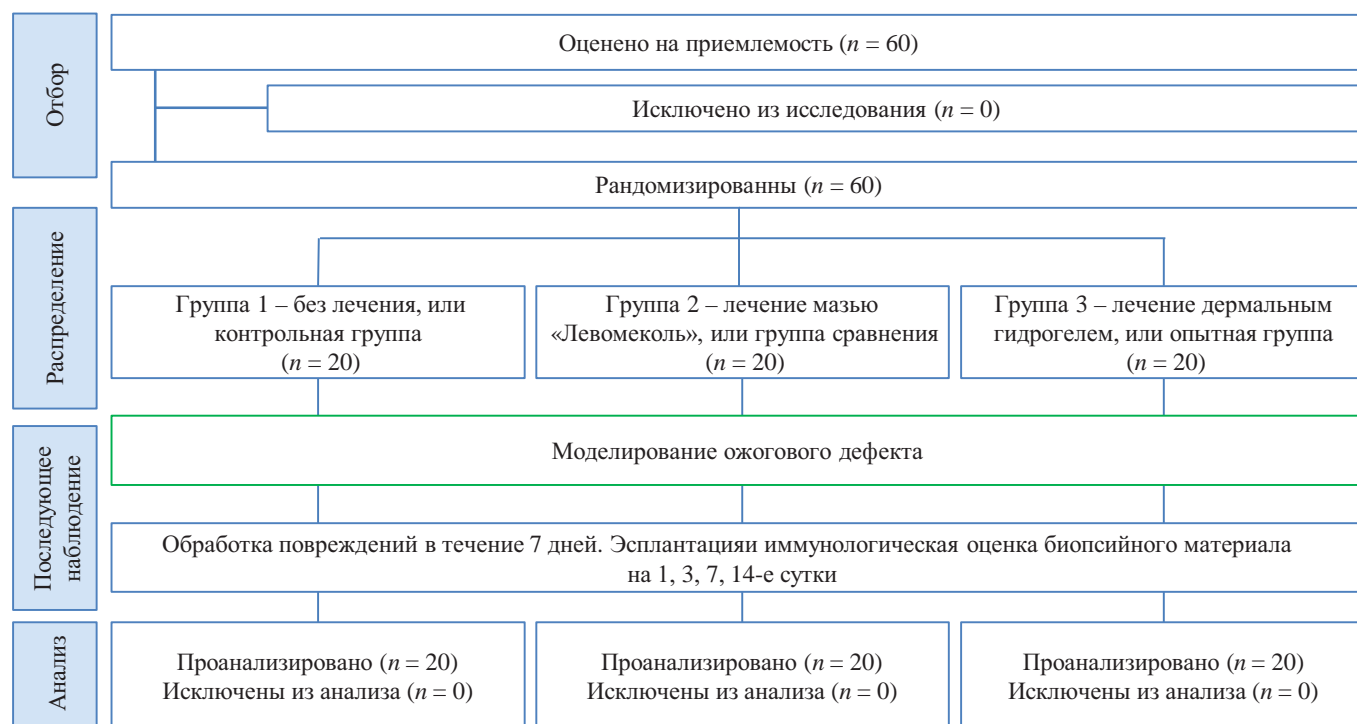 Отбор
Оценено на приемлемость (n = 60)
Исключено из исследования (n = 0)
Рандомизированны (n = 60)
Распределение
Группа 1 – без лечения, или
контрольная группа
(n = 20)
Группа 2 – лечение мазью
«Левомеколь», или группа сравнения
(n = 20)
Группа 3 – лечение дермальным
гидрогелем, или опытная группа
(n = 20)
Последующее
наблюдение
Моделирование ожогового дефекта
Обработка повреждений в течение 7 дней. Эсплантацияи иммунологическая оценка биопсийного материала
на 1, 3, 7, 14-е сутки
Анализ
Проанализировано (n = 20)
Исключены из анализа (n = 0)
Проанализировано (n = 20)
Исключены из анализа (n = 0)
Проанализировано (n = 20)
Исключены из анализа (n = 0)